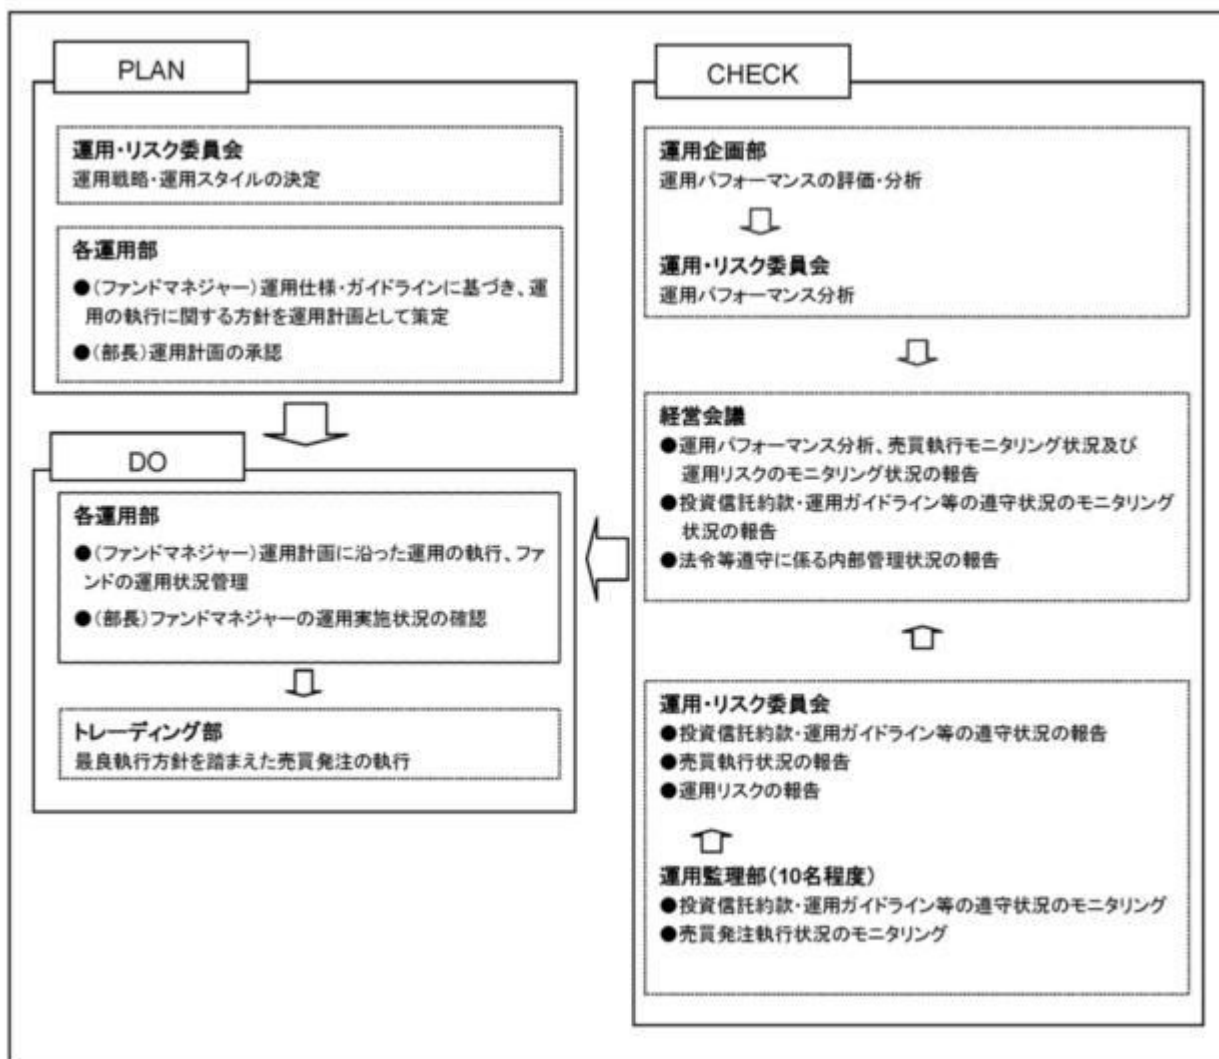 PLAN
運用・リスク委員会
運用戦略・運用スタイルの決定
各運用部
●(ファンドマネジャー)運用仕様・ガイドラインに基づき、運
用の執行に関する方針を運用計画として策定
●(部長)運用計画の承認
DO
各運用部
●(ファンドマネジャー)運用計画に沿った運用の執行、ファ
ンドの運用状況管理
●(部長)ファンドマネジャーの運用実施状況の確認
トレーディング部
最良執行方針を踏まえた売買発注の執行
CHECK
運用企画部
運用パフォーマンスの評価・分析
運用・リスク委員会
運用パフォーマンス分析
経営会議
●運用パフォーマンス分析、売買執行モニタリング状況及び
運用リスクのモニタリング状況の報告
●投資信託約款・運用ガイドライン等の遵守状況のモニタリング
状況の報告
●法令等遵守に係る内部管理状況の報告
運用・リスク委員会
●投資信託約款・運用ガイドライン等の遵守状況の報告
●売買執行状況の報告
●運用リスクの報告
運用監理部(10名程度)
●投資信託約款・運用ガイドライン等の遵守状況のモニタリング
●売買発注執行状況のモニタリング